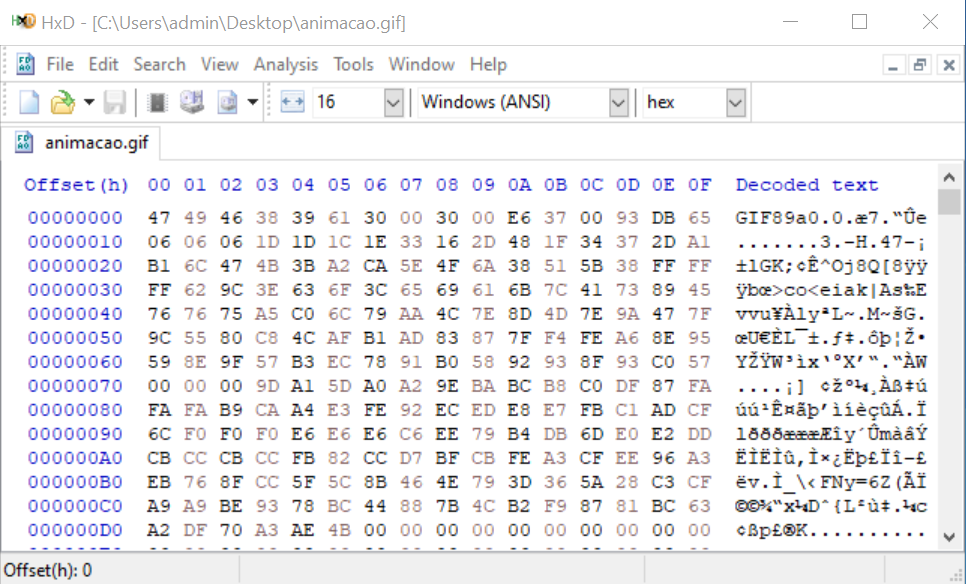 HxD - [C:\Users\admin\Desktop\animacao.gif]
File Edit Search View Analysis Tools Window Help
16 Windows (ANSI) hex
animacao.gif
Offset(h) 00 01 02 03 04 05 06 07 08 09 0A 0B 0C 0D 0E 0F Decoded text
00000000 47 49 46 38 39 61 30 00 30 00 E6 37 00 93 DB 65 GIF89a0.0.æ7.“Ûe
00000010 06 06 06 1D 1D 1C 1E 33 16 2D 48 1F 34 37 2D A1 .......3.-H.47-¡
00000020 B1 6C 47 4B 3B A2 CA 5E 4F 6A 38 51 5B 38 FF FF ±lGK;¢Ê^Oj8Q[8ÿÿ
00000030 FF 62 9C 3E 63 6F 3C 65 69 61 6B 7C 41 73 89 45 ÿbœ>co<eiak|As‰E
00000040 76 76 75 A5 C0 6C 79 AA 4C 7E 8D 4D 7E 9A 47 7F vvu¥ÀlyªL~.M~šG.
00000050 9C 55 80 C8 4C AF B1 AD 83 87 7F F4 FE A6 8E 95 œU€ÈL¯±.ƒ‡.ôþ¦Ž•
00000060 59 8E 9F 57 B3 EC 78 91 B0 58 92 93 8F 93 C0 57 YŽŸW³ìx‘°X’“.“ÀW
00000070 00 00 00 9D A1 5D A0 A2 9E BA BC B8 C0 DF 87 FA ....¡] ¢žº¼¸Àß‡ú
00000080 FA FA B9 CA A4 E3 FE 92 EC ED E8 E7 FB C1 AD CF úú¹Ê¤ãþ’ìíèçûÁ.Ï
00000090 6C F0 F0 F0 E6 E6 E6 C6 EE 79 B4 DB 6D E0 E2 DD lðððæææÆîy´ÛmàâÝ
000000A0 CB CC CB CC FB 82 CC D7 BF CB FE A3 CF EE 96 A3 ËÌËÌû‚Ì×¿Ëþ£Ïî–£
000000B0 EB 76 8F CC 5F 5C 8B 46 4E 79 3D 36 5A 28 C3 CF ëv.Ì_\‹FNy=6Z(ÃÏ
000000C0 A9 A9 BE 93 78 BC 44 88 7B 4C B2 F9 87 81 BC 63 ©©¾“x¼Dˆ{L²ù‡.¼c
000000D0 A2 DF 70 A3 AE 4B 00 00 00 00 00 00 00 00 00 00 ¢ßp£®K..........
Offset(h): 0